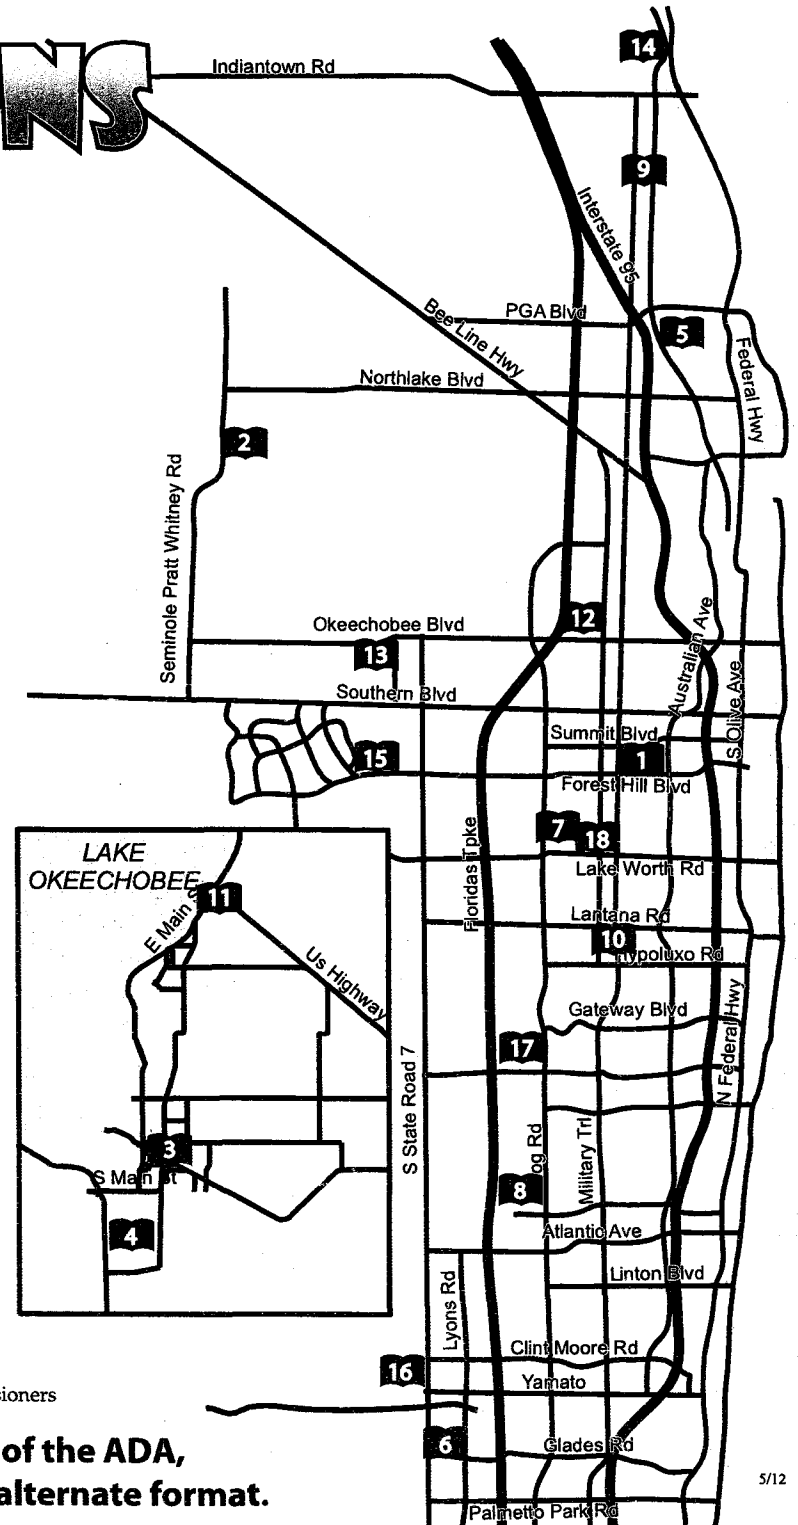 NS
Indiantown Rd
14
9
Interstate 95
PGA Blvd
Bee Line Hwy
5
Northlake Blvd
Federal Hwy
2
Seminole Pratt Whitney Rd
12
Okeechobee Blvd
13
Australian Ave
Southern Blvd
S Olive Ave
Summit Blvd
1
15
Forest Hill Blvd
7
18
Floridas Tpke
Lake Worth Rd
LAKE
OKEECHOBEE
11
E Main S
Us Highway
Lantana Rd
10
Hypoluxo Rd
Gateway Blvd
N Federal Hwy
17
S State Road 7
og Rd
Military Trl
3
S Main St
8
4
Atlantic Ave
Linton Blvd
Lyons Rd
Clint Moore Rd
16
Yamato
sioners
6
Glades Rd
of the ADA,
alternate format.
5/12
Palmetto Park Rd